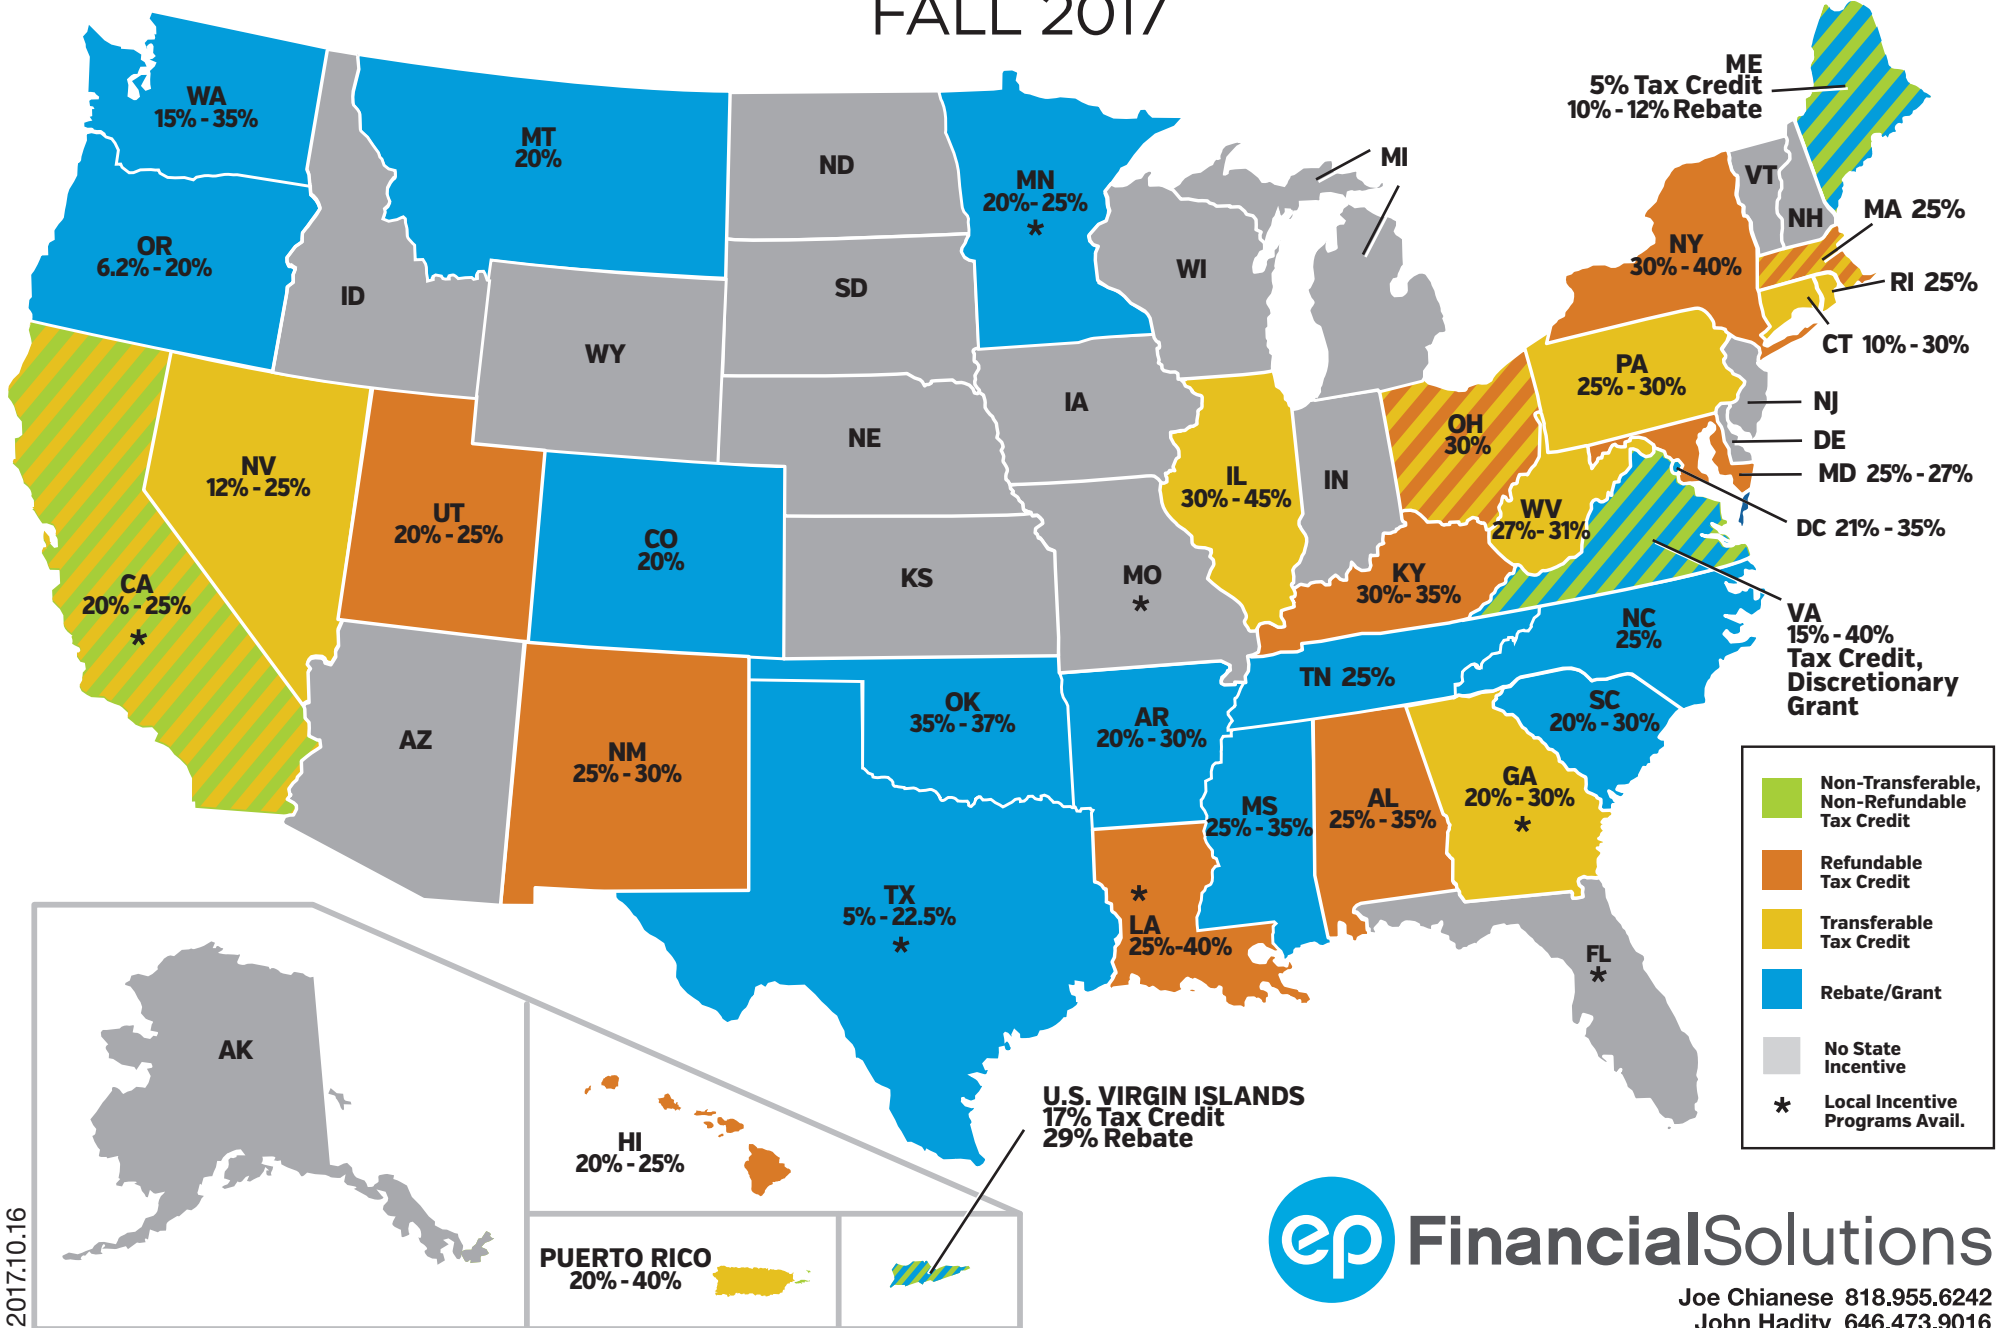 FALL 2017
WA
15% - 35%
MT
20%
ND
MN
20%- 25%
*
MI
ME
5% Tax Credit
10% - 12% Rebate
VT
NH
MA 25%
OR
6.2% - 20%
ID
SD
WI
NY
30% - 40%
RI 25%
WY
CT 10% - 30%
IA
PA
25% - 30%
NJ
NE
OH
30%
DE
NV
12% - 25%
IL
30% - 45%
IN
MD 25% - 27%
UT
20% - 25%
CO
20%
WV
27% - 31%
DC 21% - 35%
CA
20% - 25%
*
KS
MO
*
KY
30%- 35%
VA
15% - 40%
Tax Credit,
Discretionary
Grant
NC
25%
TN 25%
AZ
NM
25% - 30%
OK
35% - 37%
AR
20% - 30%
SC
20% - 30%
MS
25% - 35%
AL
25% - 35%
GA
20% - 30%
*
TX
5% - 22.5%
*
*
LA
25%-40%
FL
*
Non-Transferable,
Non-Refundable
Tax Credit
Refundable
Tax Credit
Transferable
Tax Credit
Rebate/Grant
No State
Incentive
* Local Incentive
Programs Avail.
AK
HI
20% - 25%
U.S. VIRGIN ISLANDS
17% Tax Credit
29% Rebate
PUERTO RICO
20% - 40%
2017.10.16
ep FinancialSolutions
Joe Chianese 818.955.6242
John Hadity 646.473.9016